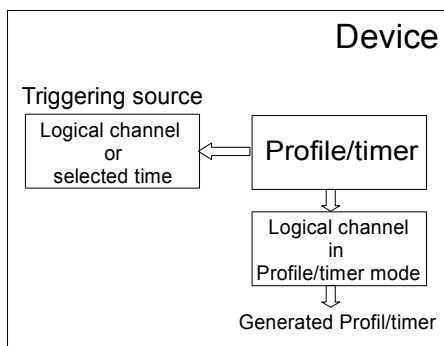 Device
Triggering source
Logical channel
or
selected time
Profile/timer
Logical channel
in
Profile/timer mode
Generated Profil/timer